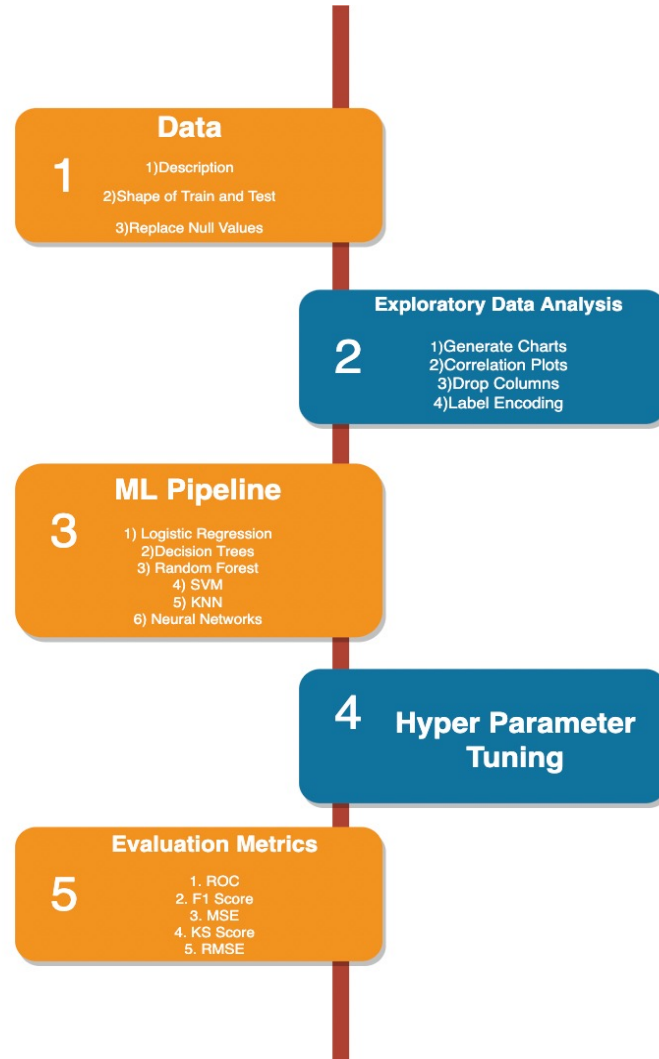 Data
1
1)Description
2)Shape of Train and Test
3)Replace Null Values
Exploratory Data Analysis
2
1)Generate Charts
2)Correlation Plots
3)Drop Columns
4)Label Encoding
ML Pipeline
3
1) Logistic Regression
2)Decision Trees
3) Random Forest
4) SVM
5) KNN
6) Neural Networks
4
Hyper Parameter
Tuning
Evaluation Metrics
5
1. ROC
2. F1 Score
3. MSE
4. KS Score
5. RMSE